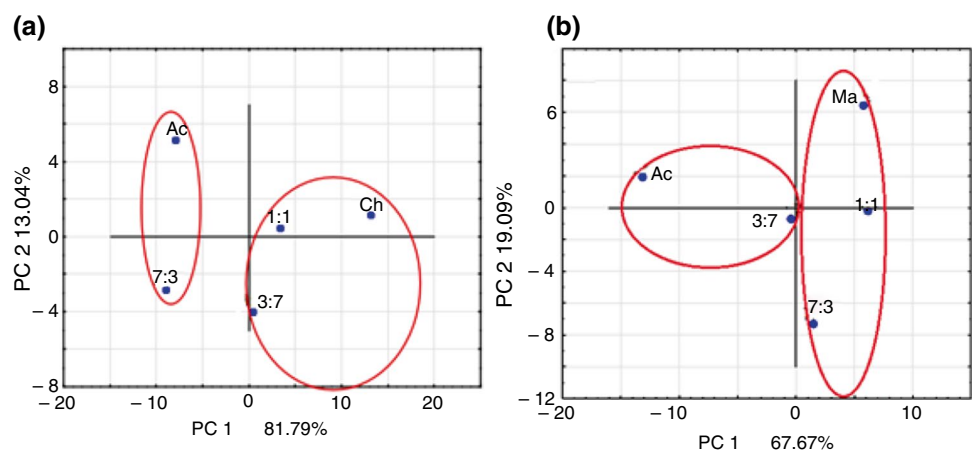 (a)
8
4
0
– 4
– 8
– 20
– 10
0
10
20
PC 2 13.04%
PC 1 81.79%
Ac
7:3
1:1
Ch
3:7
(b)
6
0
– 4
– 8
– 12
– 20
– 10
0
10
PC 2 19.09%
PC 1 67.67%
Ma
Ac
3:7
1:1
7:3